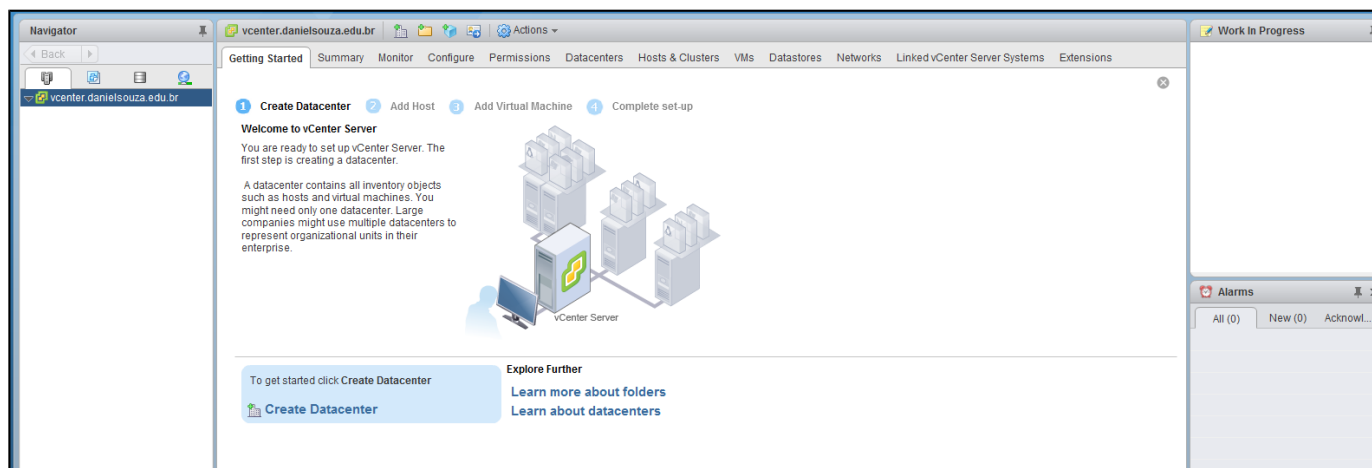 Navigator
Back
vcenter.danielsouza.edu.br
vcenter.danielsouza.edu.br Actions
Getting Started Summary Monitor Configure Permissions Datacenters Hosts & Clusters VMs Datastores Networks Linked vCenter Server Systems Extensions
1 Create Datacenter 2 Add Host 3 Add Virtual Machine 4 Complete set-up
Welcome to vCenter Server
You are ready to set up vCenter Server. The
first step is creating a datacenter.
A datacenter contains all inventory objects
such as hosts and virtual machines. You
might need only one datacenter. Large
companies might use multiple datacenters to
represent organizational units in their
enterprise.
vCenter Server
To get started click Create Datacenter
Create Datacenter
Explore Further
Learn more about folders
Learn about datacenters
Work In Progress
Alarms
All (0) New (0) Acknowl...